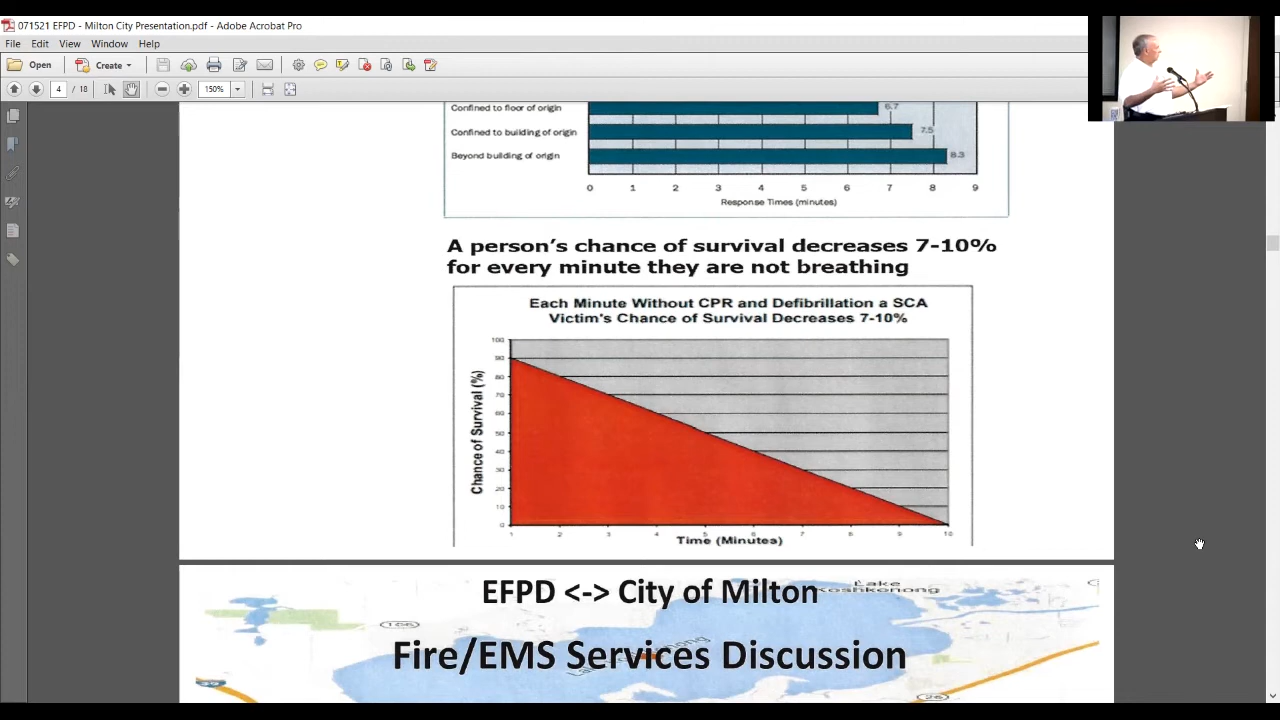 071521 EFPD - Milton City Presentation.pdf - Adobe Acrobat Pro
File Edit View Window Help
Open Create
4 / 18 150%
Confined to floor of origin 6.7
Confined to building of origin 7.5
Beyond building of origin 8.3
0 1 2 3 4 5 6 7 8 9
Response Times (minutes)
A person's chance of survival decreases 7-10%
for every minute they are not breathing
Each Minute Without CPR and Defibrillation a SCA
Victim's Chance of Survival Decreases 7-10%
Chance of Survival (%)
100
90
80
70
60
50
40
30
20
10
0
1 2 3 4 5 6 7 8 9 10
Time (Minutes)
EFPD <-> City of Milton
Lake
Koshkonong
Fire/EMS Services Discussion
39
26